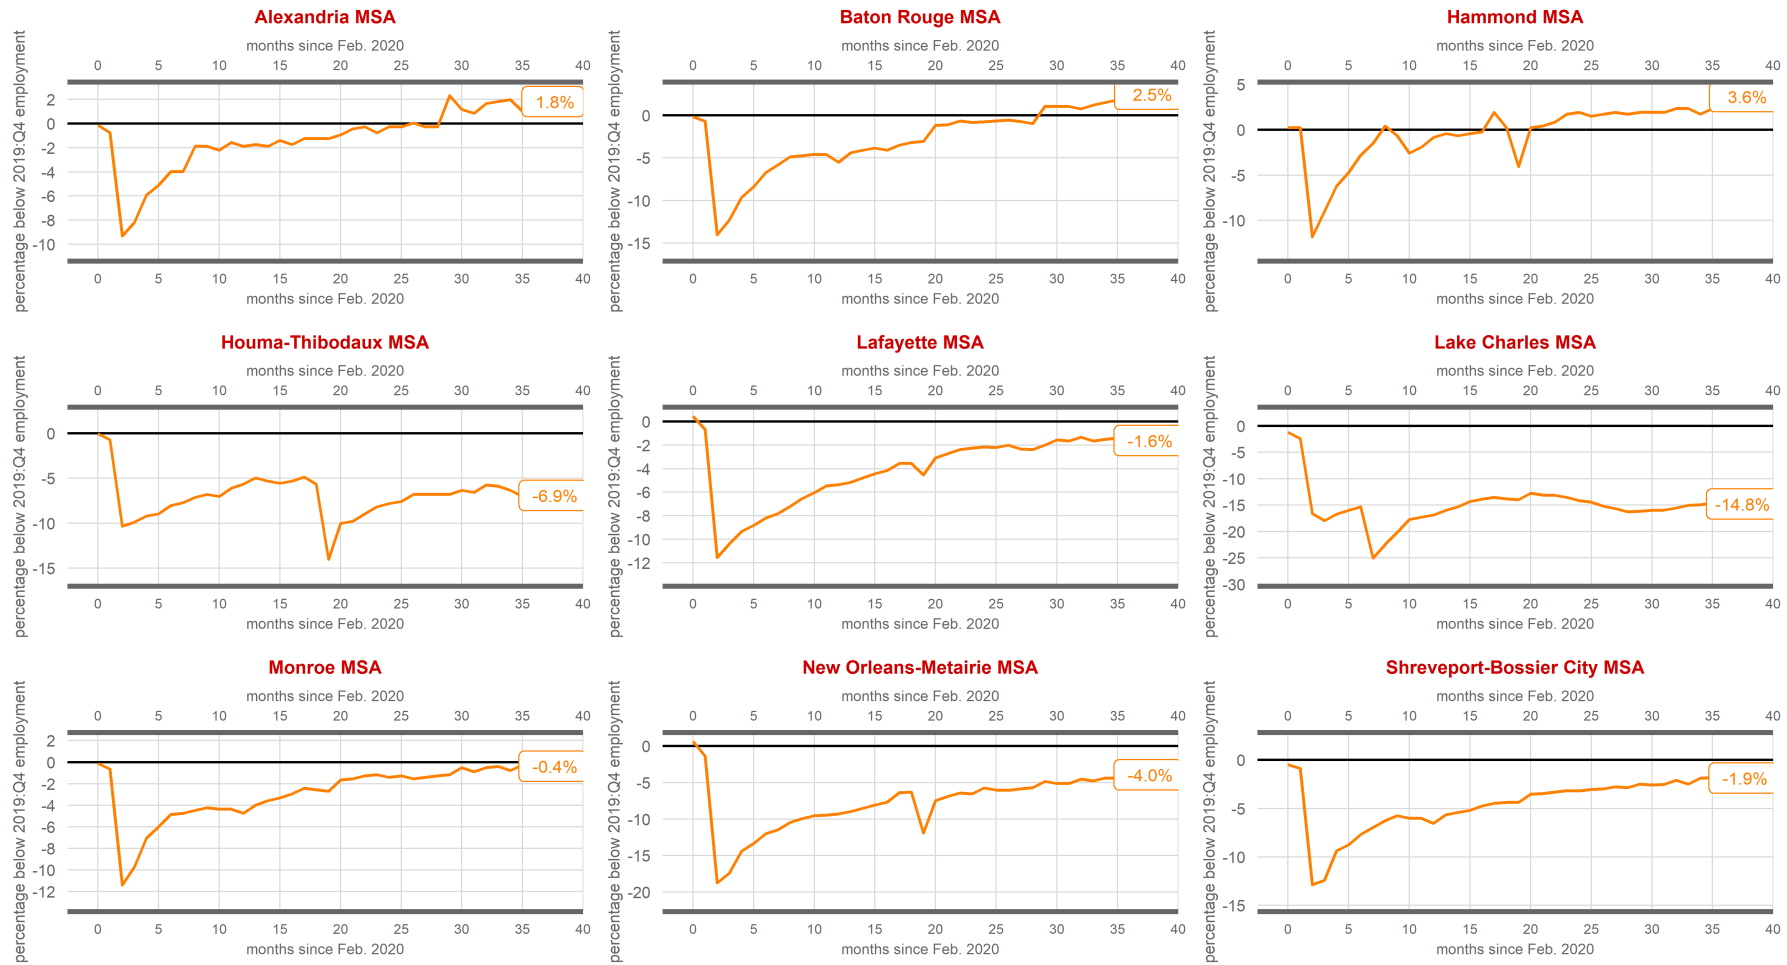 Alexandria MSA
months since Feb. 2020
0 5 10 15 20 25 30 35 40
percentage below 2019:Q4 employment
2
0
-2
-4
-6
-8
-10
1.8%
0 5 10 15 20 25 30 35 40
months since Feb. 2020
Baton Rouge MSA
months since Feb. 2020
0 5 10 15 20 25 30 35 40
percentage below 2019:Q4 employment
0
-5
-10
-15
2.5%
0 5 10 15 20 25 30 35 40
months since Feb. 2020
Hammond MSA
months since Feb. 2020
0 5 10 15 20 25 30 35 40
percentage below 2019:Q4 employment
5
0
-5
-10
3.6%
0 5 10 15 20 25 30 35 40
months since Feb. 2020
Houma-Thibodaux MSA
months since Feb. 2020
0 5 10 15 20 25 30 35 40
percentage below 2019:Q4 employment
0
-5
-10
-15
-6.9%
0 5 10 15 20 25 30 35 40
months since Feb. 2020
Lafayette MSA
months since Feb. 2020
0 5 10 15 20 25 30 35 40
percentage below 2019:Q4 employment
0
-2
-4
-6
-8
-10
-12
-1.6%
0 5 10 15 20 25 30 35 40
months since Feb. 2020
Lake Charles MSA
months since Feb. 2020
0 5 10 15 20 25 30 35 40
percentage below 2019:Q4 employment
0
-5
-10
-15
-20
-25
-30
-14.8%
0 5 10 15 20 25 30 35 40
months since Feb. 2020
Monroe MSA
months since Feb. 2020
0 5 10 15 20 25 30 35 40
percentage below 2019:Q4 employment
2
0
-2
-4
-6
-8
-10
-12
-0.4%
0 5 10 15 20 25 30 35 40
months since Feb. 2020
New Orleans-Metairie MSA
months since Feb. 2020
0 5 10 15 20 25 30 35 40
percentage below 2019:Q4 employment
0
-5
-10
-15
-20
-4.0%
0 5 10 15 20 25 30 35 40
months since Feb. 2020
Shreveport-Bossier City MSA
months since Feb. 2020
0 5 10 15 20 25 30 35 40
percentage below 2019:Q4 employment
0
-5
-10
-15
-1.9%
0 5 10 15 20 25 30 35 40
months since Feb. 2020